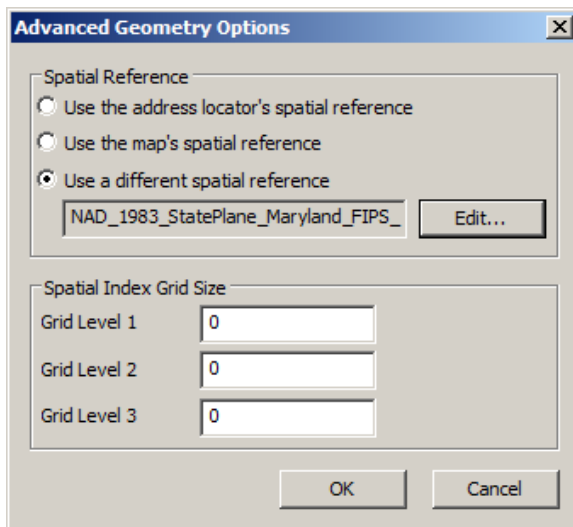 Advanced Geometry Options
Spatial Reference
Use the address locator's spatial reference
Use the map's spatial reference
Use a different spatial reference
NAD_1983_StatePlane_Maryland_FIPS_
Edit...
Spatial Index Grid Size
Grid Level 1 0
Grid Level 2 0
Grid Level 3 0
OK Cancel